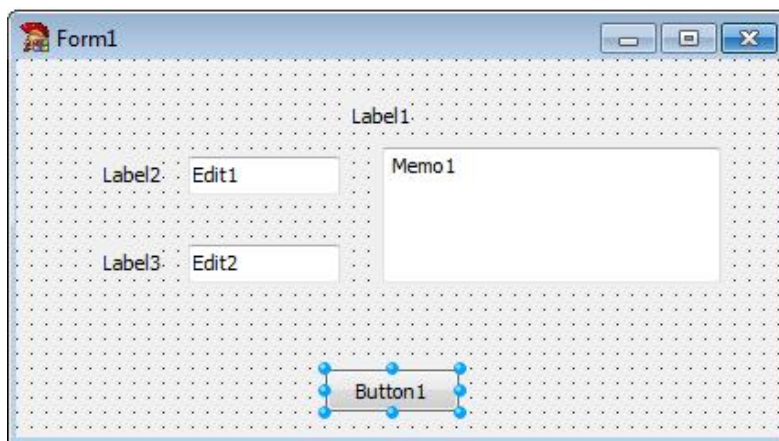 Form1
Label1
Label2 Edit1 Memo1
Label3 Edit2
Button1